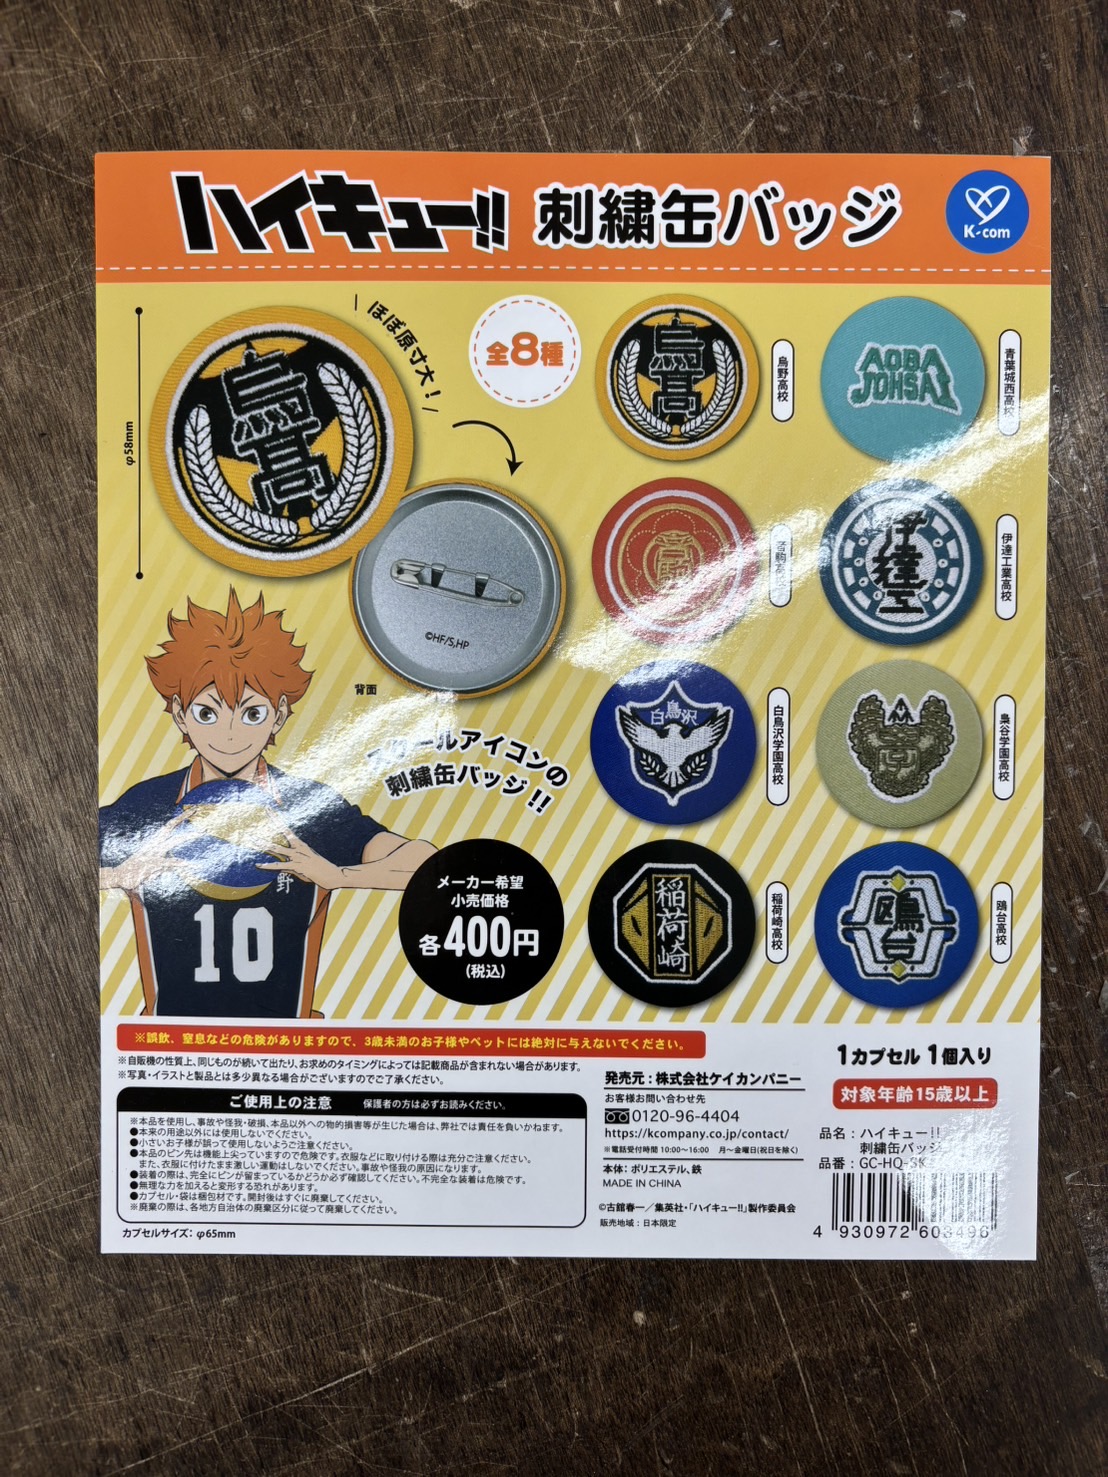 ハイキュー!! 刺繍缶バッジ
K-com
ほぼ原寸大!
全8種
φ58mm
烏高
©HF/S,HP
背面
烏高
烏野高校
AOBA
JOHSAI
青葉城西高校
音駒高校
伊達工
伊達工業高校
白鳥沢
白鳥沢学園高校
梟谷学園高校
稲荷崎
稲荷崎高校
鴎台
鴎台高校
スクールアイコンの
刺繍缶バッジ!!
野
10
メーカー希望
小売価格
各400円
(税込)
※誤飲、窒息などの危険がありますので、3歳未満のお子様やペットには絶対に与えないでください。
※自販機の性質上、同じものが続いて出たり、お求めのタイミングによっては記載商品が含まれない場合があります。
※写真・イラストと製品とは多少異なる場合がございますのでご了承ください。
ご使用上の注意 保護者の方は必ずお読みください。
※本品を使用し、事故や怪我・破損、本品以外への物的損害等が生じた場合は、弊社では責任を負いかねます。
●本来の用途以外には使用しないでください。
●小さいお子様が誤って使用しないようご注意ください。
●本品のピン先は機能上尖っていますので危険です。衣服などに取り付ける際は充分ご注意ください。
また、衣服に付けたまま激しい運動はしないでください。事故や怪我の原因になります。
●装着の際は、完全にピンが留まっているかどうか必ず確認してください。不完全な装着は危険です。
●無理な力を加えると変形する恐れがあります。
●カプセル・袋は梱包材です。開封後はすぐに廃棄してください。
※廃棄の際は、各地方自治体の廃棄区分に従って廃棄してください。
カプセルサイズ:φ65mm
発売元:株式会社ケイカンパニー
お客様お問い合わせ先
0120-96-4404
https://kcompany.co.jp/contact/
※電話受付時間 10:00〜16:00 月〜金曜日(祝日を除く)
本体:ポリエステル、鉄
MADE IN CHINA
©古舘春一/集英社・「ハイキュー!!」製作委員会
販売地域:日本限定
1カプセル 1個入り
対象年齢15歳以上
品名:ハイキュー!!
刺繍缶バッジ
品番:GC-HQ-SK
4 930972 603496